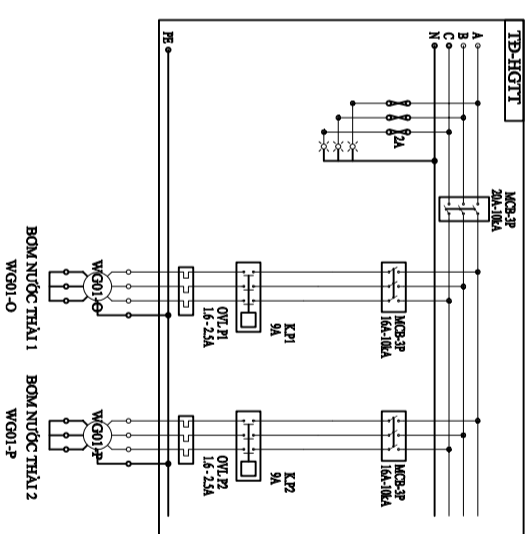 TĐ-HGTT
A
B
C
N
PE
2A
MCB-3P
20A-10kA
MCB-3P
16A-10kA
K.P1
9A
OVL P1
1.6 - 2.5A
WG01-O
BƠM NƯỚC THẢI 1
WG01-O
MCB-3P
16A-10kA
K.P2
9A
OVL P2
1.6 - 2.5A
WG01-P
BƠM NƯỚC THẢI 2
WG01-P